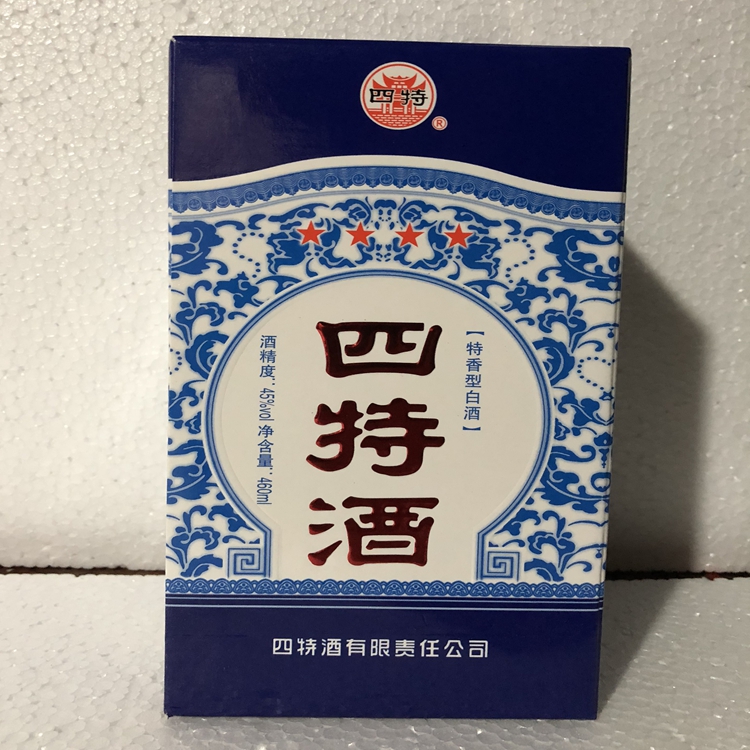 四特
®
四特酒
【特香型白酒】
酒精度：45%vol 净含量：460ml
四特酒有限责任公司